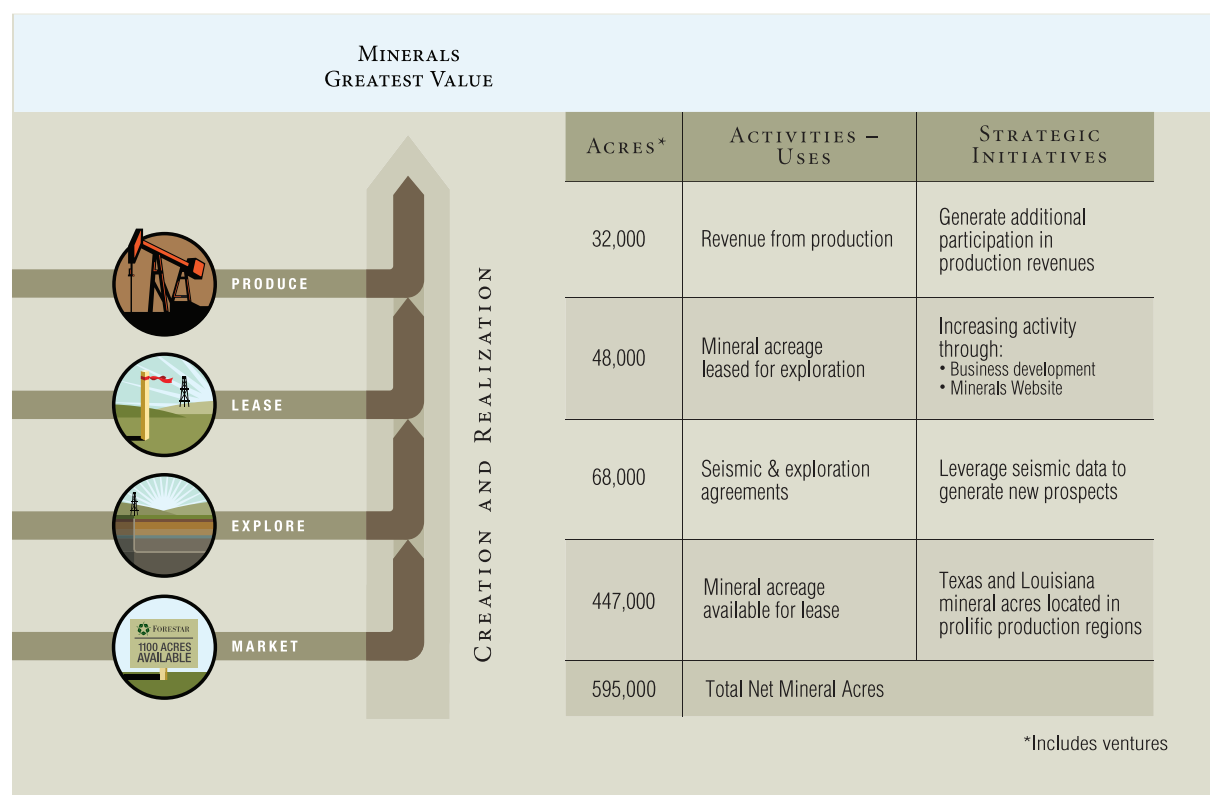 MINERALS
GREATEST VALUE
ACRES*
ACTIVITIES –
USES
STRATEGIC
INITIATIVES
PRODUCE
32,000
Revenue from production
Generate additional
participation in
production revenues
LEASE
48,000
Mineral acreage
leased for exploration
Increasing activity
through:
• Business development
• Minerals Website
EXPLORE
68,000
Seismic & exploration
agreements
Leverage seismic data to
generate new prospects
FORESTAR
1100 ACRES
AVAILABLE
MARKET
447,000
Mineral acreage
available for lease
Texas and Louisiana
mineral acres located in
prolific production regions
CREATION AND REALIZATION
595,000
Total Net Mineral Acres
*Includes ventures